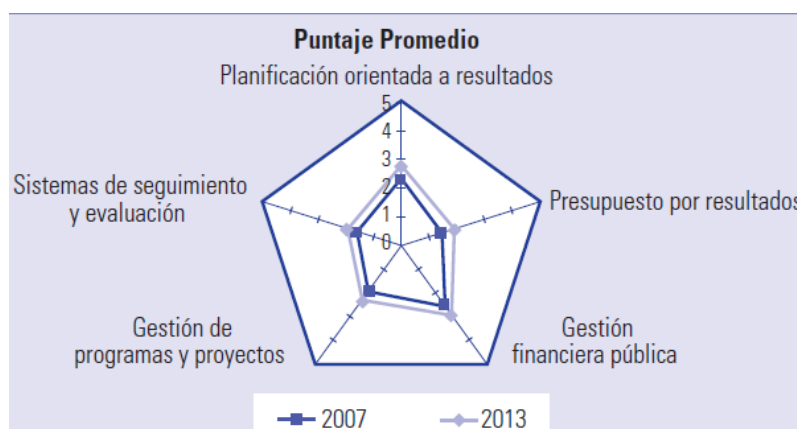 Puntaje Promedio
Planificación orientada a resultados
5
4
3
2
1
0
Sistemas de seguimiento
y evaluación
Presupuesto por resultados
Gestión de
programas y proyectos
Gestión
financiera pública
2007
2013